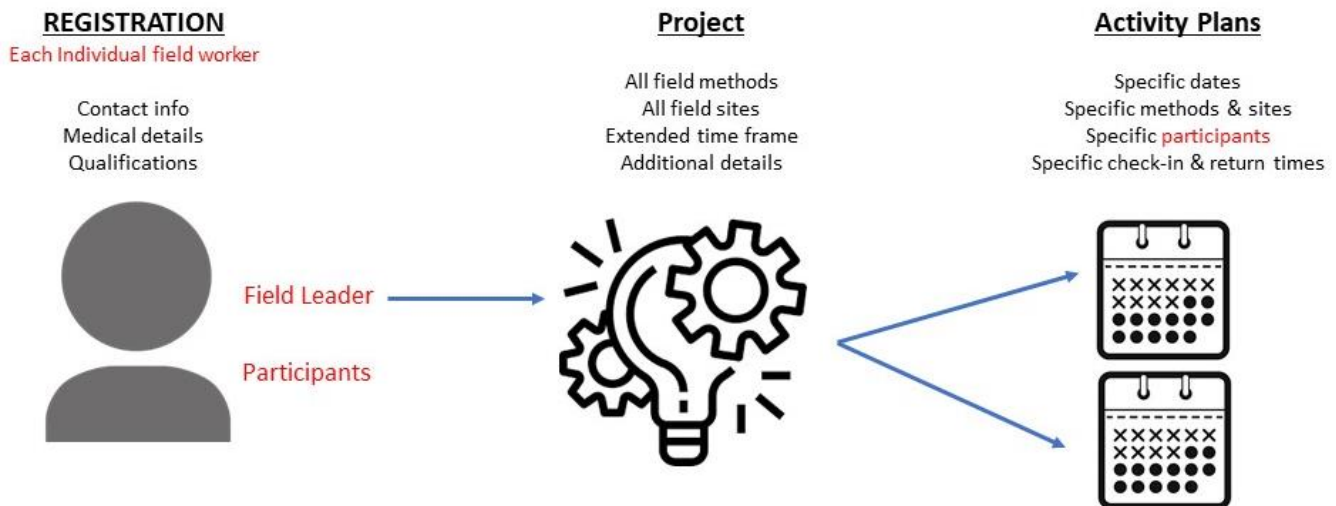 REGISTRATION
Each Individual field worker
Contact info
Medical details
Qualifications
Field Leader
Participants
Project
All field methods
All field sites
Extended time frame
Additional details
Activity Plans
Specific dates
Specific methods & sites
Specific participants
Specific check-in & return times